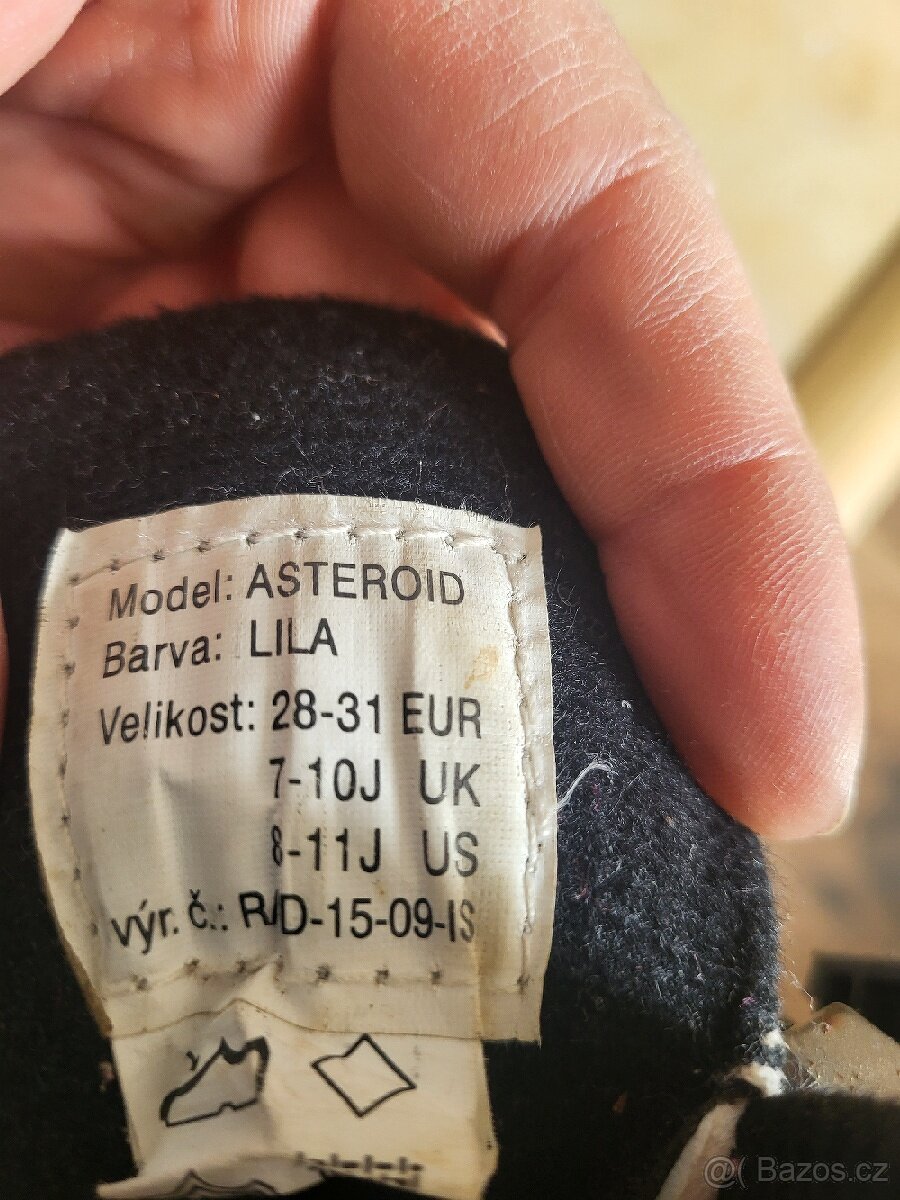 Model: ASTEROID
Barva: LILA
Velikost: 28-31 EUR
7-10J UK
8-11J US
výr. č.: R/D-15-09-IS
@( Bazos.cz